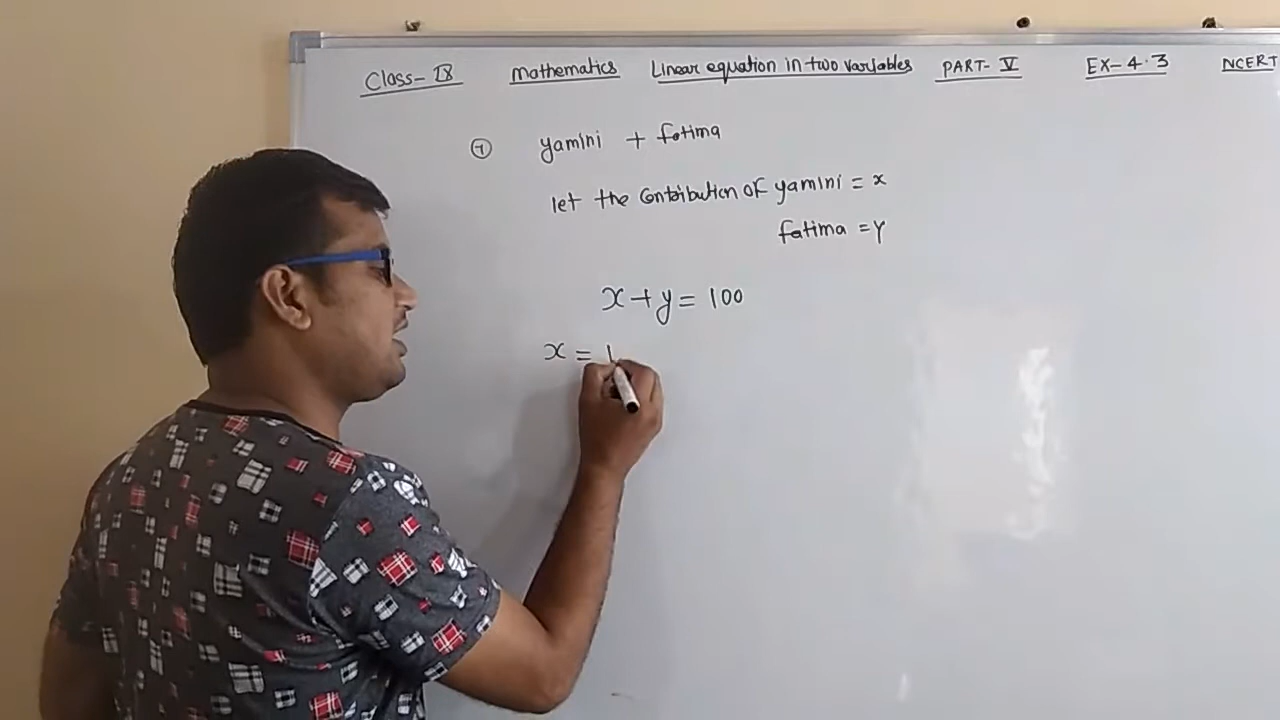 Class-IX Mathematics Linear equation in two variables PART-V EX-4.3 NCERT
7 yamini + fatima
let the contribution of yamini = x
fatima = y
x+y= 100
x = 1